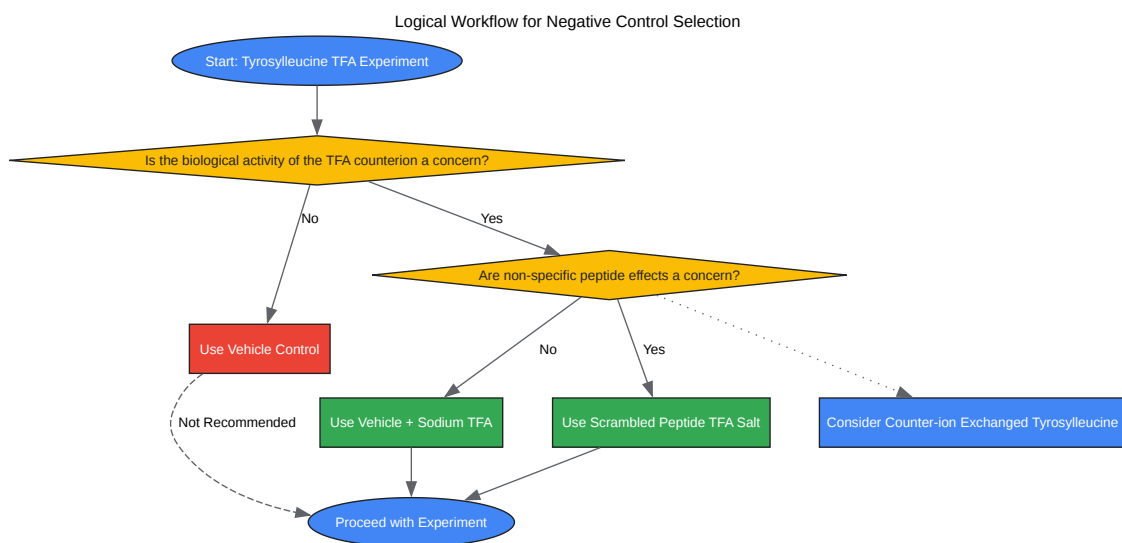 Logical Workflow for Negative Control Selection
Start: Tyrosylleucine TFA Experiment
Is the biological activity of the TFA counterion a concern?
No
Yes
Are non-specific peptide effects a concern?
Use Vehicle Control
No
Yes
Not Recommended
Use Vehicle + Sodium TFA
Use Scrambled Peptide TFA Salt
Consider Counter-ion Exchanged Tyrosylleucine
Proceed with Experiment